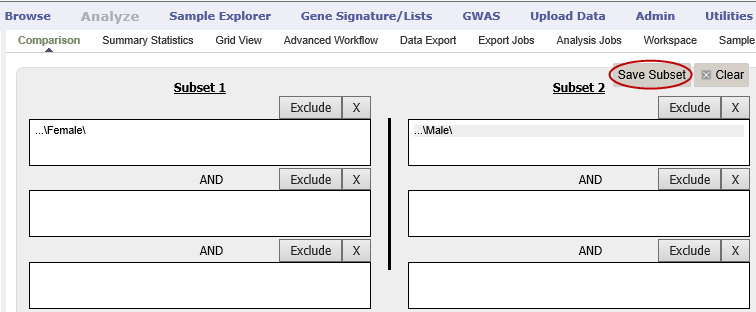 Browse Analyze Sample Explorer Gene Signature/Lists GWAS Upload Data Admin Utilities
Comparison Summary Statistics Grid View Advanced Workflow Data Export Export Jobs Analysis Jobs Workspace Sample
Save Subset Clear
Subset 1 Subset 2
Exclude X Exclude X
...\Female\ ...\Male\
AND Exclude X AND Exclude X
AND Exclude X AND Exclude X